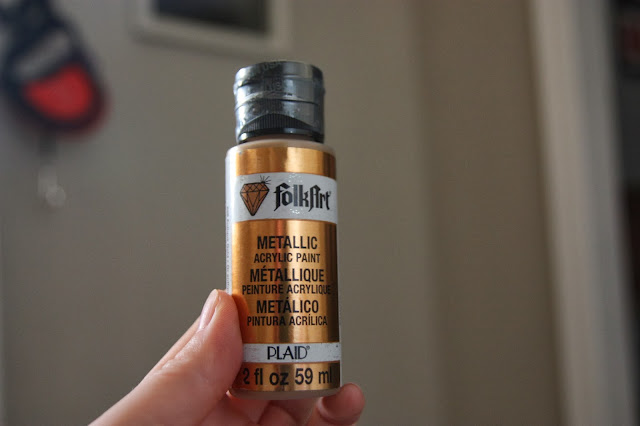 folkArt®
METALLIC
ACRYLIC PAINT
MÉTALLIQUE
PEINTURE ACRYLIQUE
METÁLICO
PINTURA ACRÍLICA
PLAID®
2 fl oz 59 ml